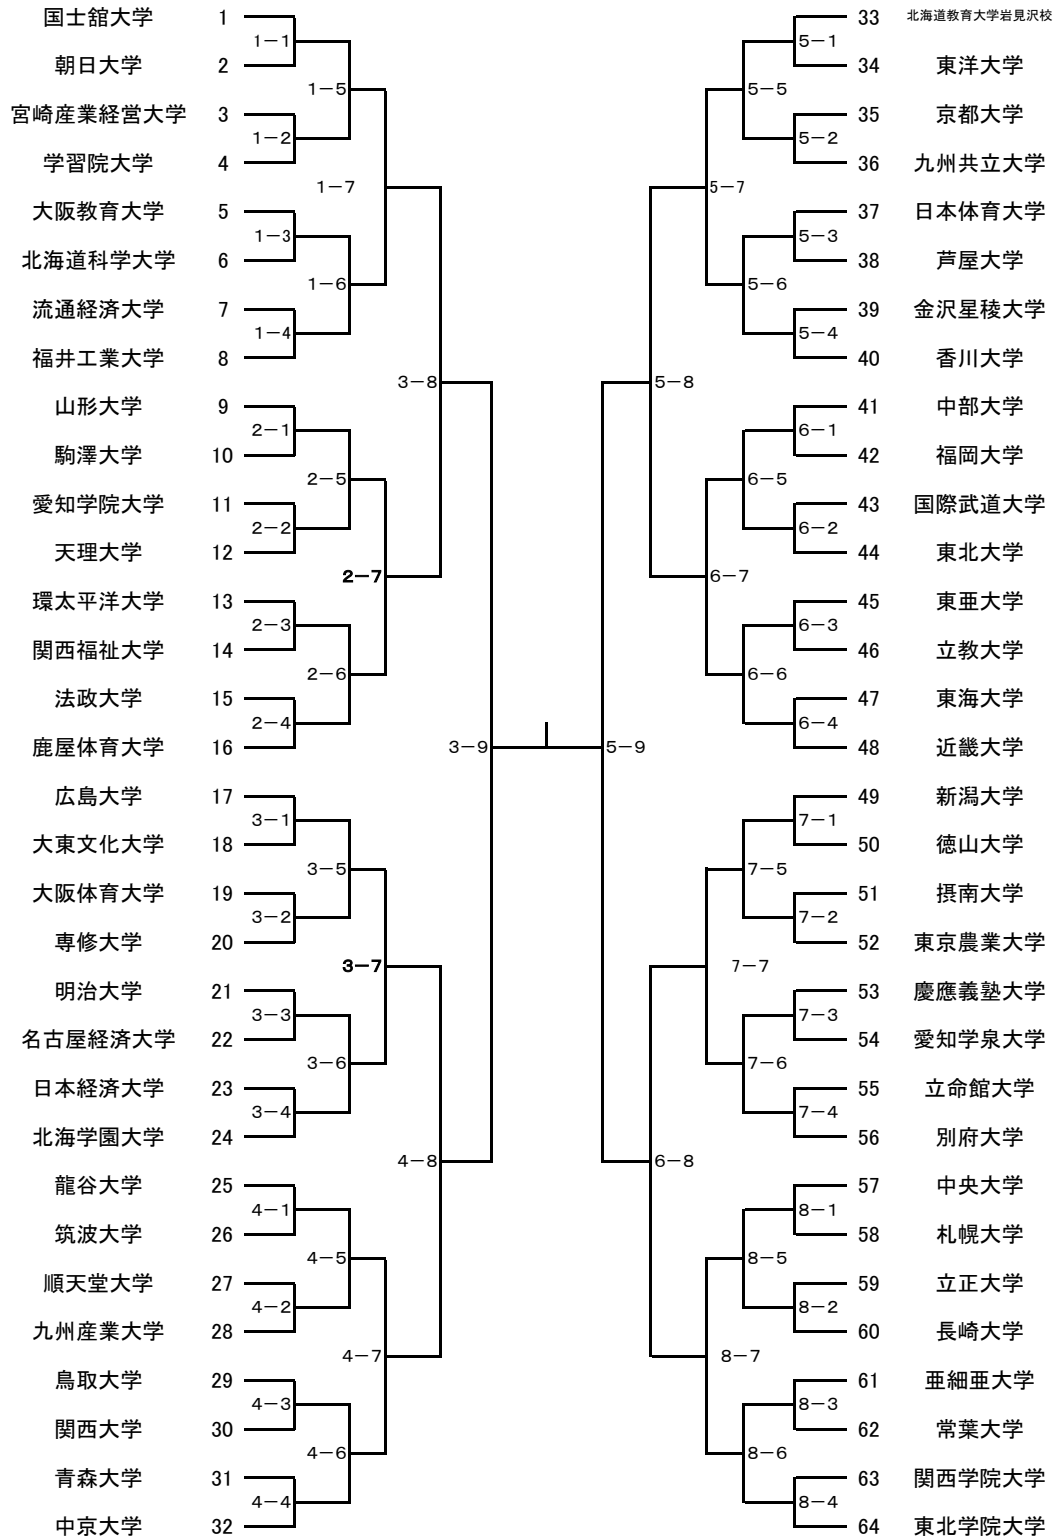 国士舘大学 1
1－1
朝日大学 2
1－5
宮崎産業経営大学 3
1－2
学習院大学 4
1－7
大阪教育大学 5
1－3
北海道科学大学 6
1－6
流通経済大学 7
1－4
福井工業大学 8
3－8
山形大学 9
2－1
駒澤大学 10
2－5
愛知学院大学 11
2－2
天理大学 12
2－7
環太平洋大学 13
2－3
関西福祉大学 14
2－6
法政大学 15
2－4
鹿屋体育大学 16
3－9
広島大学 17
3－1
大東文化大学 18
3－5
大阪体育大学 19
3－2
専修大学 20
3－7
明治大学 21
3－3
名古屋経済大学 22
3－6
日本経済大学 23
3－4
北海学園大学 24
4－8
龍谷大学 25
4－1
筑波大学 26
4－5
順天堂大学 27
4－2
九州産業大学 28
4－7
鳥取大学 29
4－3
関西大学 30
4－6
青森大学 31
4－4
中京大学 32
33 北海道教育大学岩見沢校
5－1
34 東洋大学
5－5
35 京都大学
5－2
36 九州共立大学
5－7
37 日本体育大学
5－3
38 芦屋大学
5－6
39 金沢星稜大学
5－4
40 香川大学
5－8
41 中部大学
6－1
42 福岡大学
6－5
43 国際武道大学
6－2
44 東北大学
6－7
45 東亜大学
6－3
46 立教大学
6－6
47 東海大学
6－4
48 近畿大学
5－9
49 新潟大学
7－1
50 徳山大学
7－5
51 摂南大学
7－2
52 東京農業大学
7－7
53 慶應義塾大学
7－3
54 愛知学泉大学
7－6
55 立命館大学
7－4
56 別府大学
6－8
57 中央大学
8－1
58 札幌大学
8－5
59 立正大学
8－2
60 長崎大学
8－7
61 亜細亜大学
8－3
62 常葉大学
8－6
63 関西学院大学
8－4
64 東北学院大学